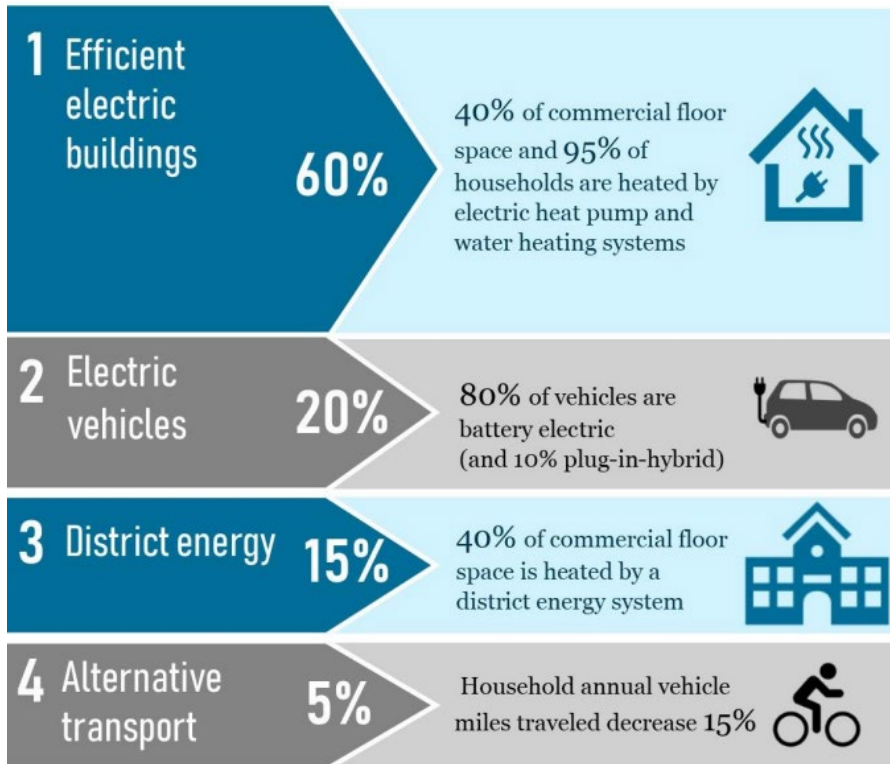 1 Efficient
electric
buildings
60%
40% of commercial floor
space and 95% of
households are heated by
electric heat pump and
water heating systems
2 Electric
vehicles
20%
80% of vehicles are
battery electric
(and 10% plug-in-hybrid)
3 District energy
15%
40% of commercial floor
space is heated by a
district energy system
4 Alternative
transport
5%
Household annual vehicle
miles traveled decrease 15%